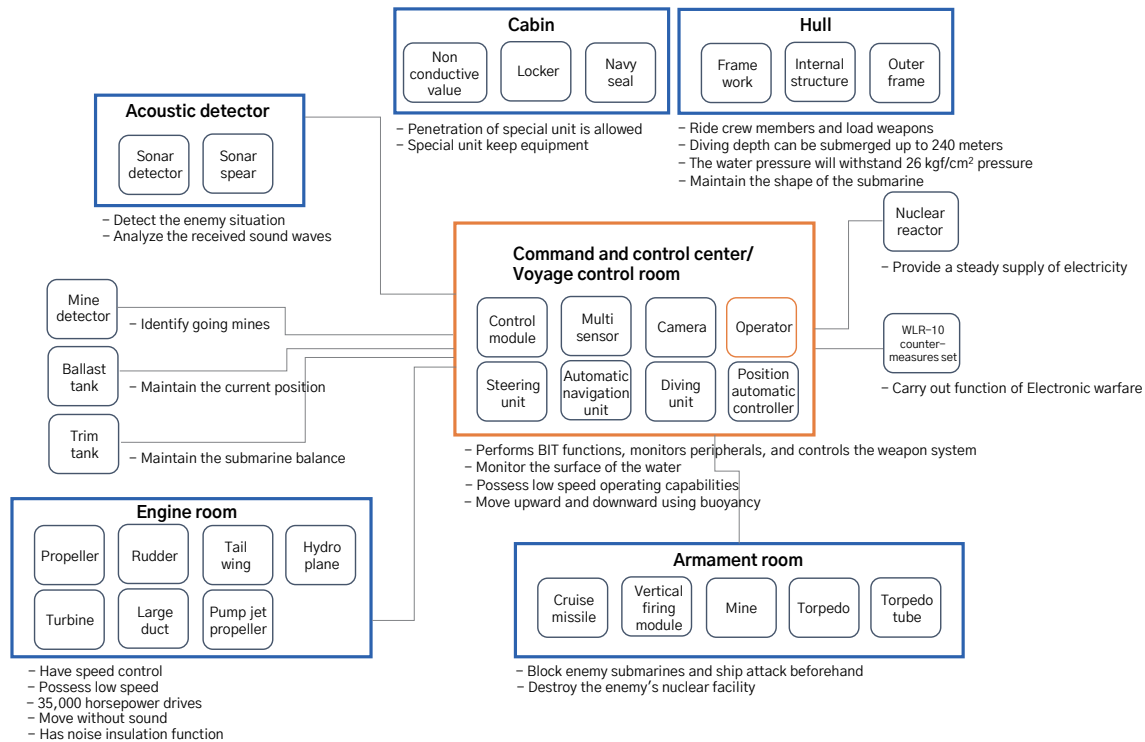 Cabin
Non
conductive
value
Locker
Navy
seal
– Penetration of special unit is allowed
– Special unit keep equipment
Hull
Frame
work
Internal
structure
Outer
frame
– Ride crew members and load weapons
– Diving depth can be submerged up to 240 meters
– The water pressure will withstand 26 kgf/cm² pressure
– Maintain the shape of the submarine
Acoustic detector
Sonar
detector
Sonar
spear
– Detect the enemy situation
– Analyze the received sound waves
Nuclear
reactor
– Provide a steady supply of electricity
Command and control center/
Voyage control room
Control
module
Multi
sensor
Camera
Operator
Steering
unit
Automatic
navigation
unit
Diving
unit
Position
automatic
controller
– Performs BIT functions, monitors peripherals, and controls the weapon system
– Monitor the surface of the water
– Possess low speed operating capabilities
– Move upward and downward using buoyancy
Mine
detector
– Identify going mines
Ballast
tank
– Maintain the current position
Trim
tank
– Maintain the submarine balance
WLR-10
counter-
measures set
– Carry out function of Electronic warfare
Engine room
Propeller
Rudder
Tail
wing
Hydro
plane
Turbine
Large
duct
Pump jet
propeller
– Have speed control
– Possess low speed
– 35,000 horsepower drives
– Move without sound
– Has noise insulation function
Armament room
Cruise
missile
Vertical
firing
module
Mine
Torpedo
Torpedo
tube
– Block enemy submarines and ship attack beforehand
– Destroy the enemy's nuclear facility